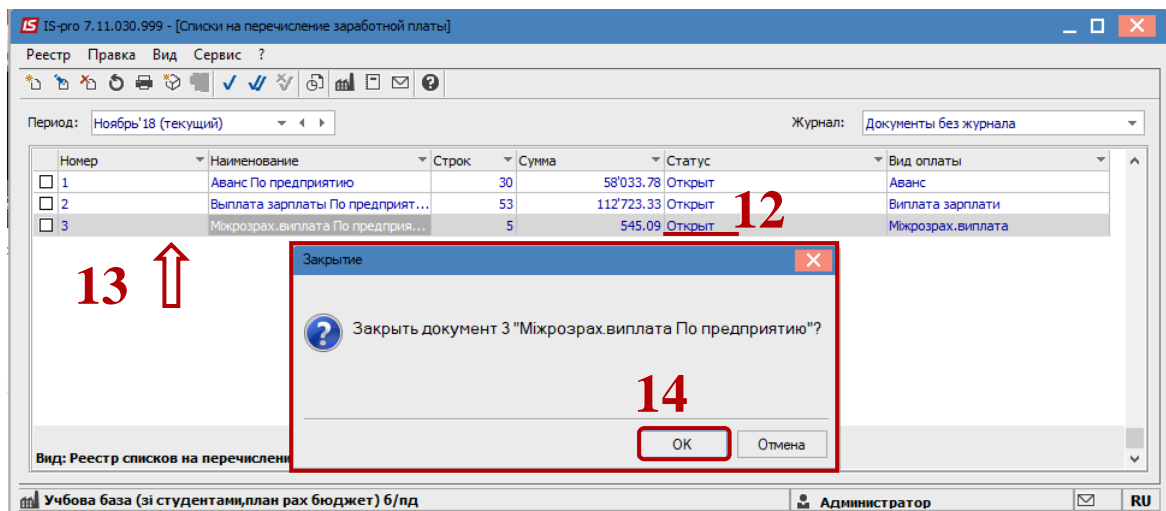 IS-pro 7.11.030.999 - [Списки на перечисление заработной платы]
Реестр Правка Вид Сервис ?
Период: Ноябрь'18 (текущий) Журнал: Документы без журнала
Номер Наименование Строк Сумма Статус Вид оплаты
1 Аванс По предприятию 30 58'033.78 Открыт Аванс
2 Выплата зарплаты По предприят... 53 112'723.33 Открыт Виплата зарплати
3 Міжрозрах.виплата По предприя... 5 545.09 Открыт Міжрозрах.виплата
12
13
Закрытие
Закрыть документ 3 "Міжрозрах.виплата По предприятию"?
14
OK Отмена
Вид: Реестр списков на перечислени
Учбова база (зі студентами,план рах бюджет) б/пд Администратор RU